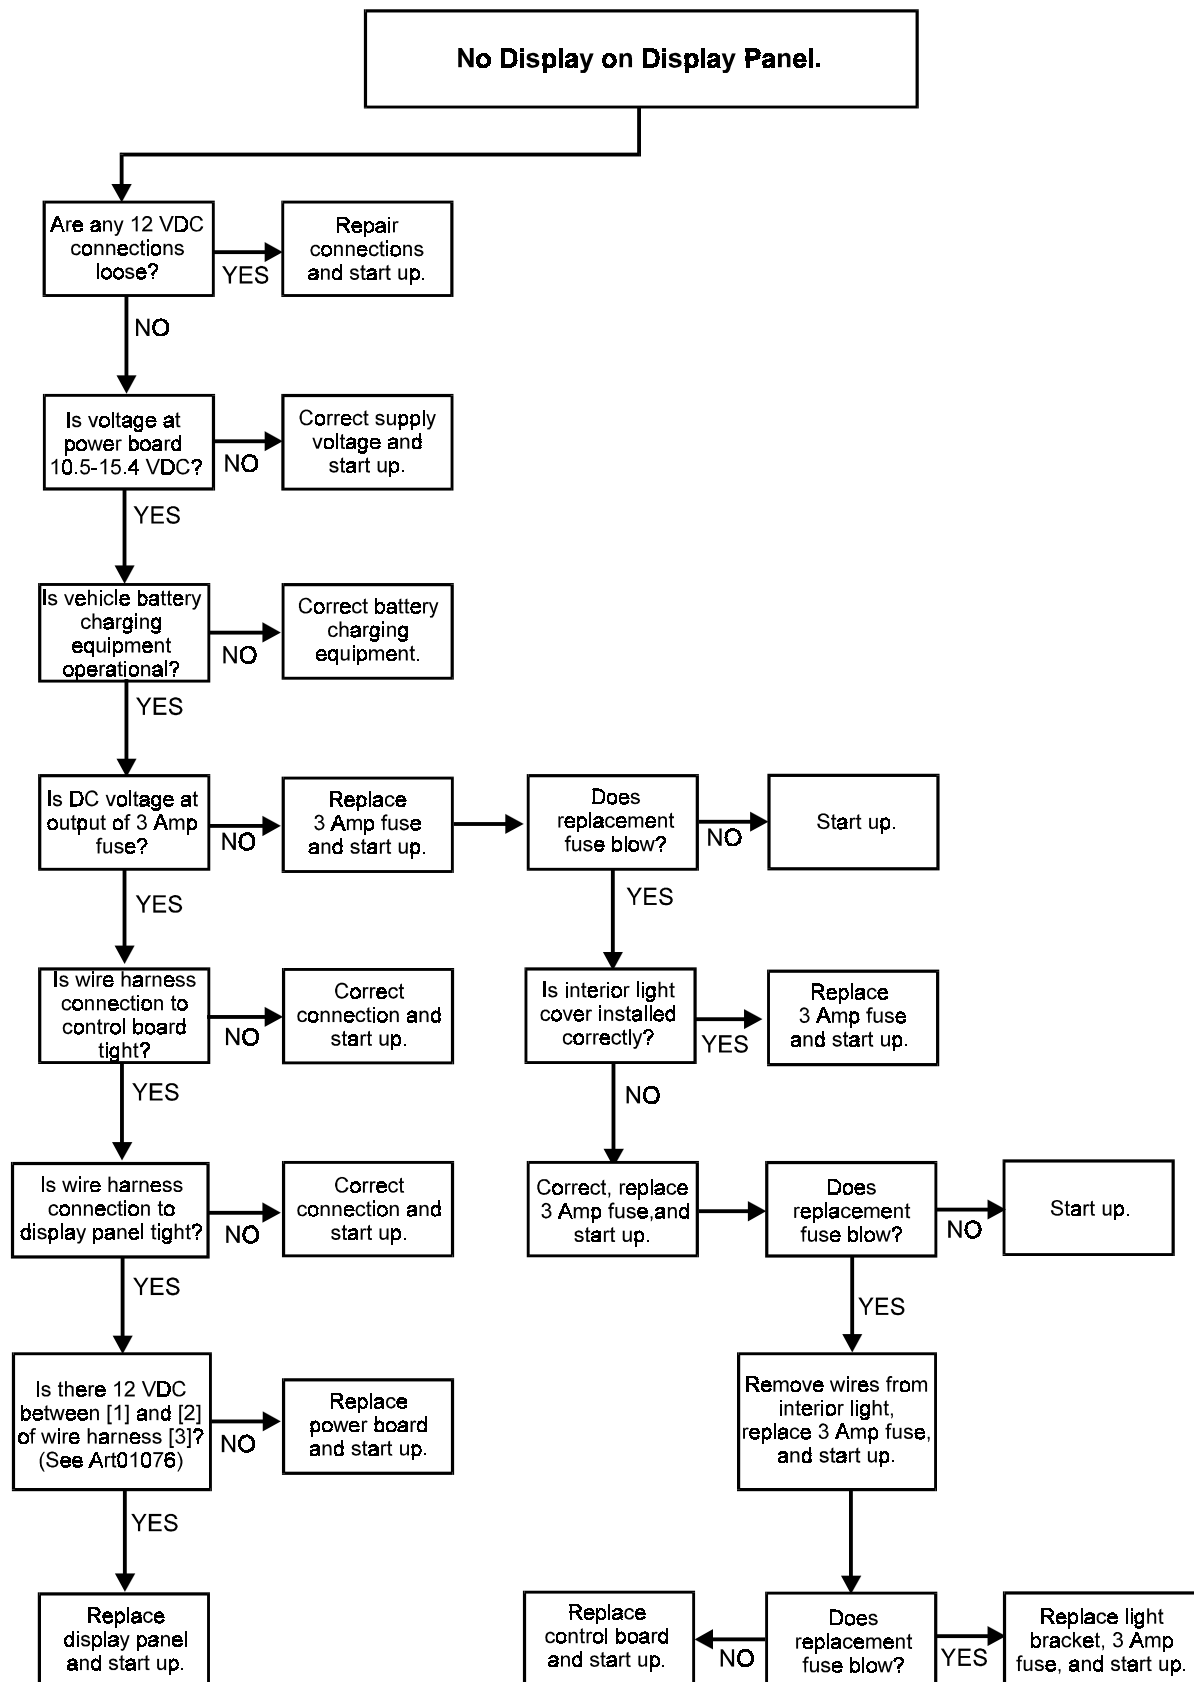 No Display on Display Panel.
Are any 12 VDC
connections
loose?
YES
Repair
connections
and start up.
NO
Is voltage at
power board
10.5-15.4 VDC?
NO
Correct supply
voltage and
start up.
YES
Is vehicle battery
charging
equipment
operational?
NO
Correct battery
charging
equipment.
YES
Is DC voltage at
output of 3 Amp
fuse?
NO
Replace
3 Amp fuse
and start up.
Does
replacement
fuse blow?
NO
Start up.
YES
YES
Is wire harness
connection to
control board
tight?
NO
Correct
connection and
start up.
Is interior light
cover installed
correctly?
YES
Replace
3 Amp fuse
and start up.
YES
NO
Is wire harness
connection to
display panel tight?
NO
Correct
connection and
start up.
Correct, replace
3 Amp fuse,and
start up.
Does
replacement
fuse blow?
NO
Start up.
YES
YES
Is there 12 VDC
between [1] and [2]
of wire harness [3]?
(See Art01076)
NO
Replace
power board
and start up.
Remove wires from
interior light,
replace 3 Amp fuse,
and start up.
YES
Replace
display panel
and start up.
Replace
control board
and start up.
NO
Does
replacement
fuse blow?
YES
Replace light
bracket, 3 Amp
fuse, and start up.